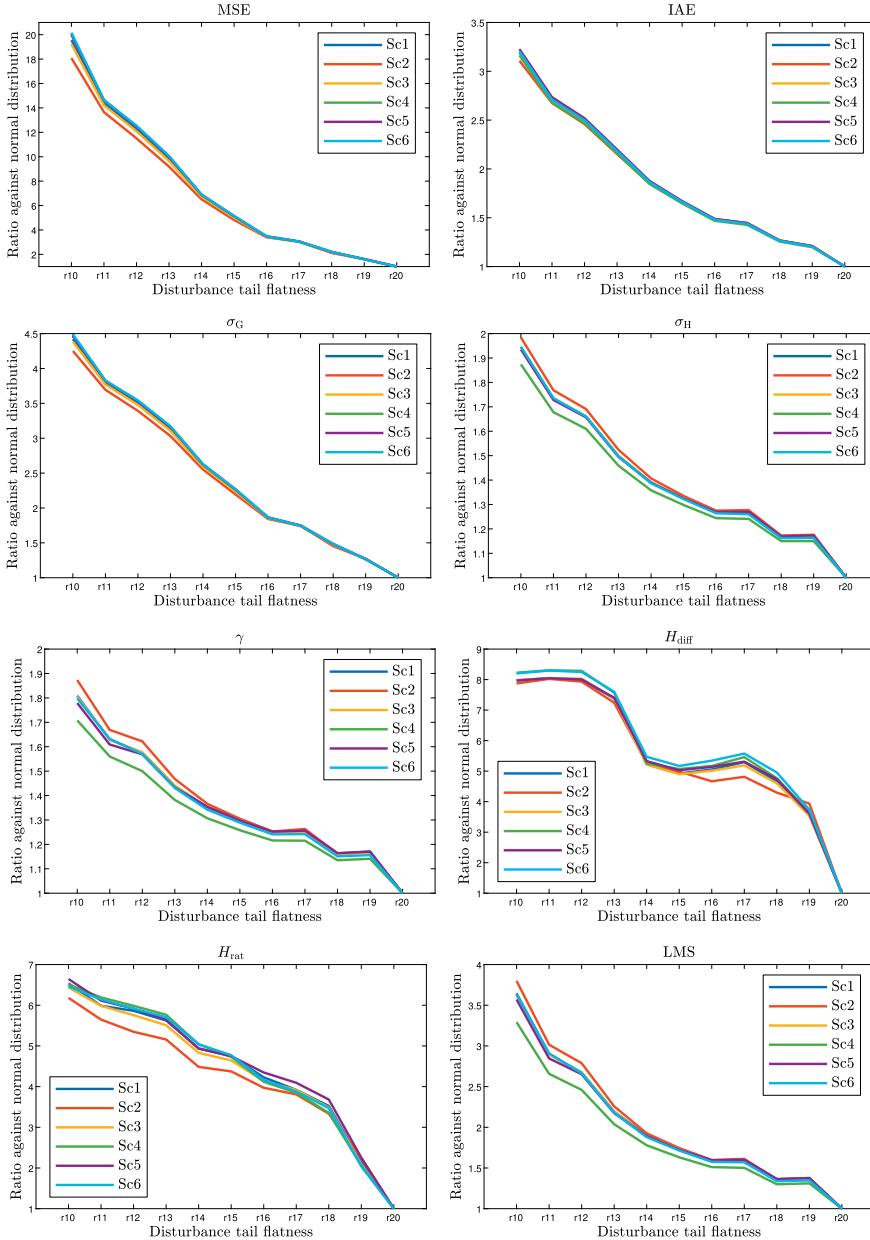 MSE
Ratio against normal distribution
20
18
16
14
12
10
8
6
4
2
r10 r11 r12 r13 r14 r15 r16 r17 r18 r19 r20
Disturbance tail flatness
Sc1
Sc2
Sc3
Sc4
Sc5
Sc6
IAE
Ratio against normal distribution
3.5
3
2.5
2
1.5
1
r10 r11 r12 r13 r14 r15 r16 r17 r18 r19 r20
Disturbance tail flatness
Sc1
Sc2
Sc3
Sc4
Sc5
Sc6
σG
Ratio against normal distribution
4.5
4
3.5
3
2.5
2
1.5
1
r10 r11 r12 r13 r14 r15 r16 r17 r18 r19 r20
Disturbance tail flatness
Sc1
Sc2
Sc3
Sc4
Sc5
Sc6
σH
Ratio against normal distribution
2
1.9
1.8
1.7
1.6
1.5
1.4
1.3
1.2
1.1
1
r10 r11 r12 r13 r14 r15 r16 r17 r18 r19 r20
Disturbance tail flatness
Sc1
Sc2
Sc3
Sc4
Sc5
Sc6
γ
Ratio against normal distribution
2
1.9
1.8
1.7
1.6
1.5
1.4
1.3
1.2
1.1
1
r10 r11 r12 r13 r14 r15 r16 r17 r18 r19 r20
Disturbance tail flatness
Sc1
Sc2
Sc3
Sc4
Sc5
Sc6
Hdiff
Ratio against normal distribution
9
8
7
6
5
4
3
2
1
r10 r11 r12 r13 r14 r15 r16 r17 r18 r19 r20
Disturbance tail flatness
Sc1
Sc2
Sc3
Sc4
Sc5
Sc6
Hrat
Ratio against normal distribution
7
6
5
4
3
2
1
r10 r11 r12 r13 r14 r15 r16 r17 r18 r19 r20
Disturbance tail flatness
Sc1
Sc2
Sc3
Sc4
Sc5
Sc6
LMS
Ratio against normal distribution
4
3.5
3
2.5
2
1.5
1
r10 r11 r12 r13 r14 r15 r16 r17 r18 r19 r20
Disturbance tail flatness
Sc1
Sc2
Sc3
Sc4
Sc5
Sc6